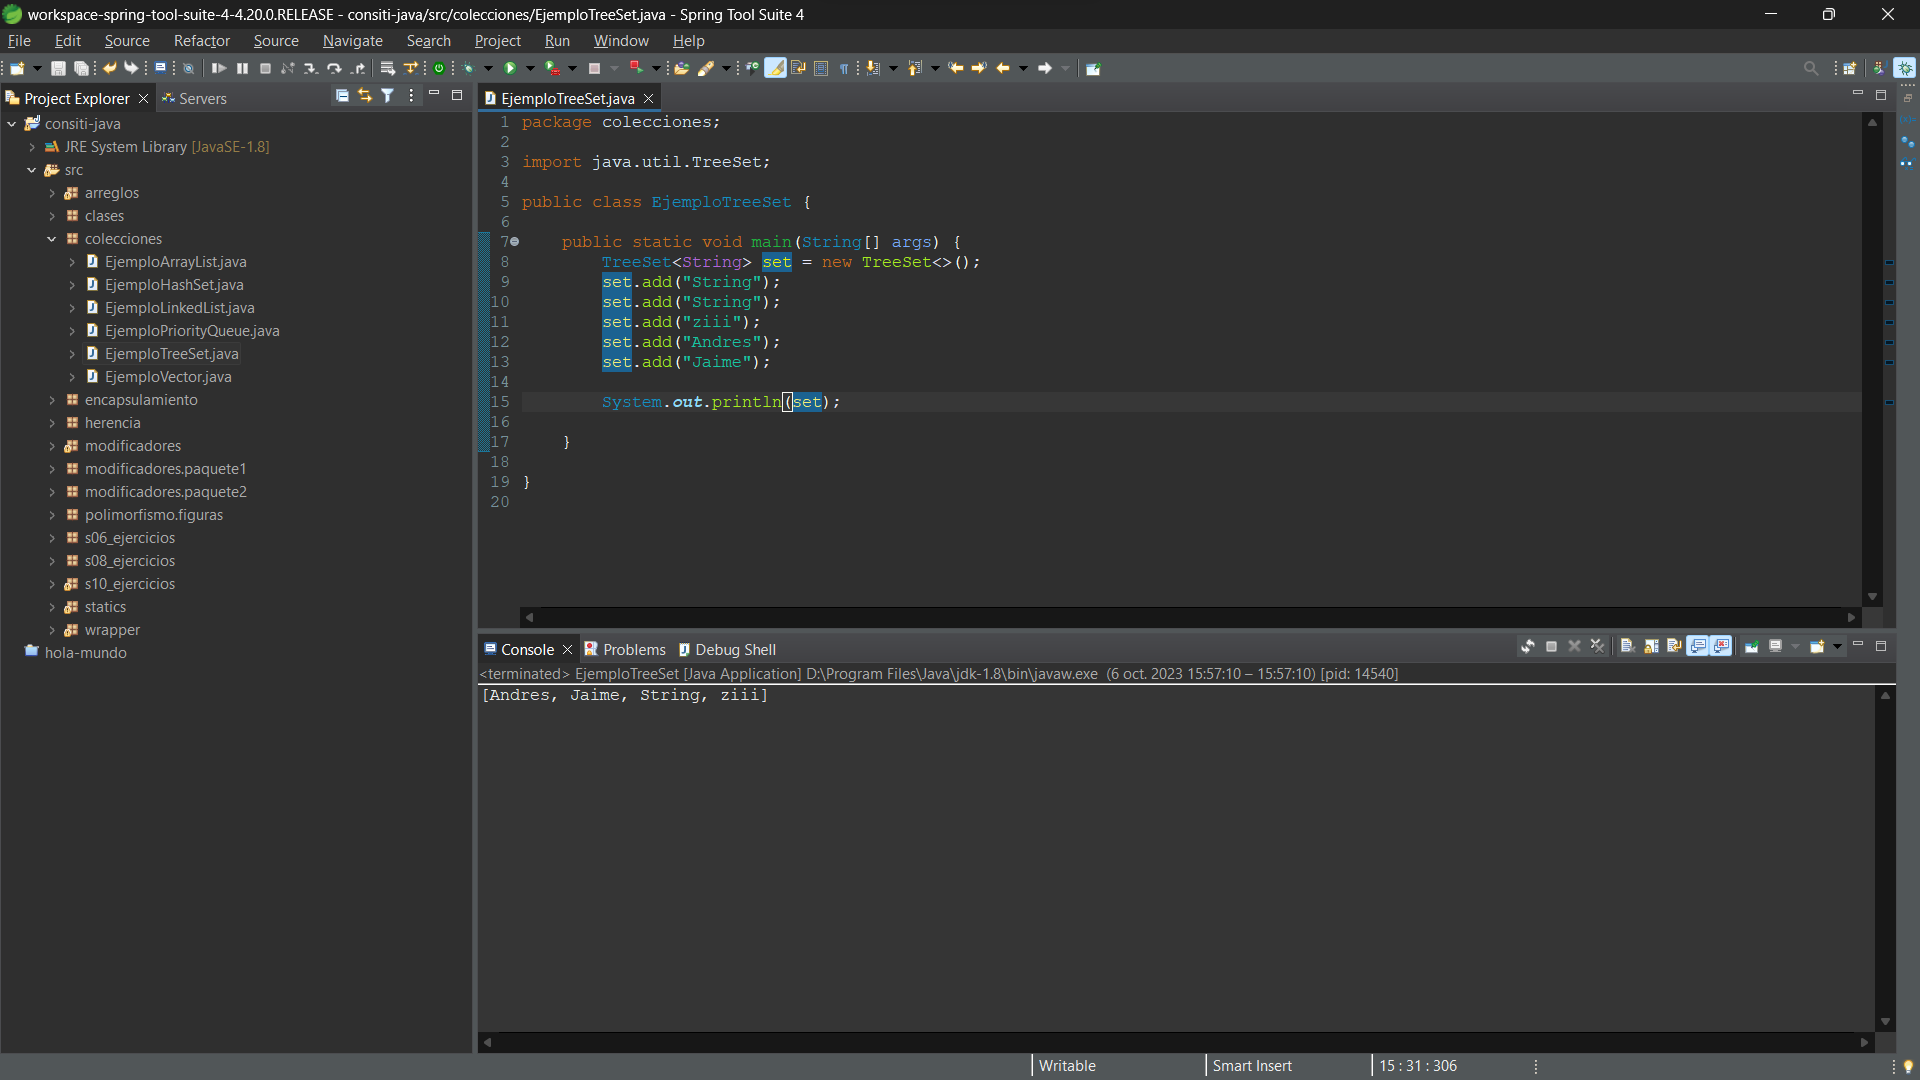 workspace-spring-tool-suite-4-4.20.0.RELEASE - consiti-java/src/colecciones/EjemploTreeSet.java - Spring Tool Suite 4
File Edit Source Refactor Source Navigate Search Project Run Window Help
Project Explorer
Servers
consiti-java
JRE System Library [JavaSE-1.8]
src
arreglos
clases
colecciones
EjemploArrayList.java
EjemploHashSet.java
EjemploLinkedList.java
EjemploPriorityQueue.java
EjemploTreeSet.java
EjemploVector.java
encapsulamiento
herencia
modificadores
modificadores.paquete1
modificadores.paquete2
polimorfismo.figuras
s06_ejercicios
s08_ejercicios
s10_ejercicios
statics
wrapper
hola-mundo
EjemploTreeSet.java
1 package colecciones;
2
3 import java.util.TreeSet;
4
5 public class EjemploTreeSet {
6
7 public static void main(String[] args) {
8 TreeSet<String> set = new TreeSet<>();
9 set.add("String");
10 set.add("String");
11 set.add("ziii");
12 set.add("Andres");
13 set.add("Jaime");
14
15 System.out.println(set);
16
17 }
18
19 }
20
Console Problems Debug Shell
<terminated> EjemploTreeSet [Java Application] D:\Program Files\Java\jdk-1.8\bin\javaw.exe (6 oct. 2023 15:57:10 – 15:57:10) [pid: 14540]
[Andres, Jaime, String, ziii]
Writable
Smart Insert
15 : 31 : 306